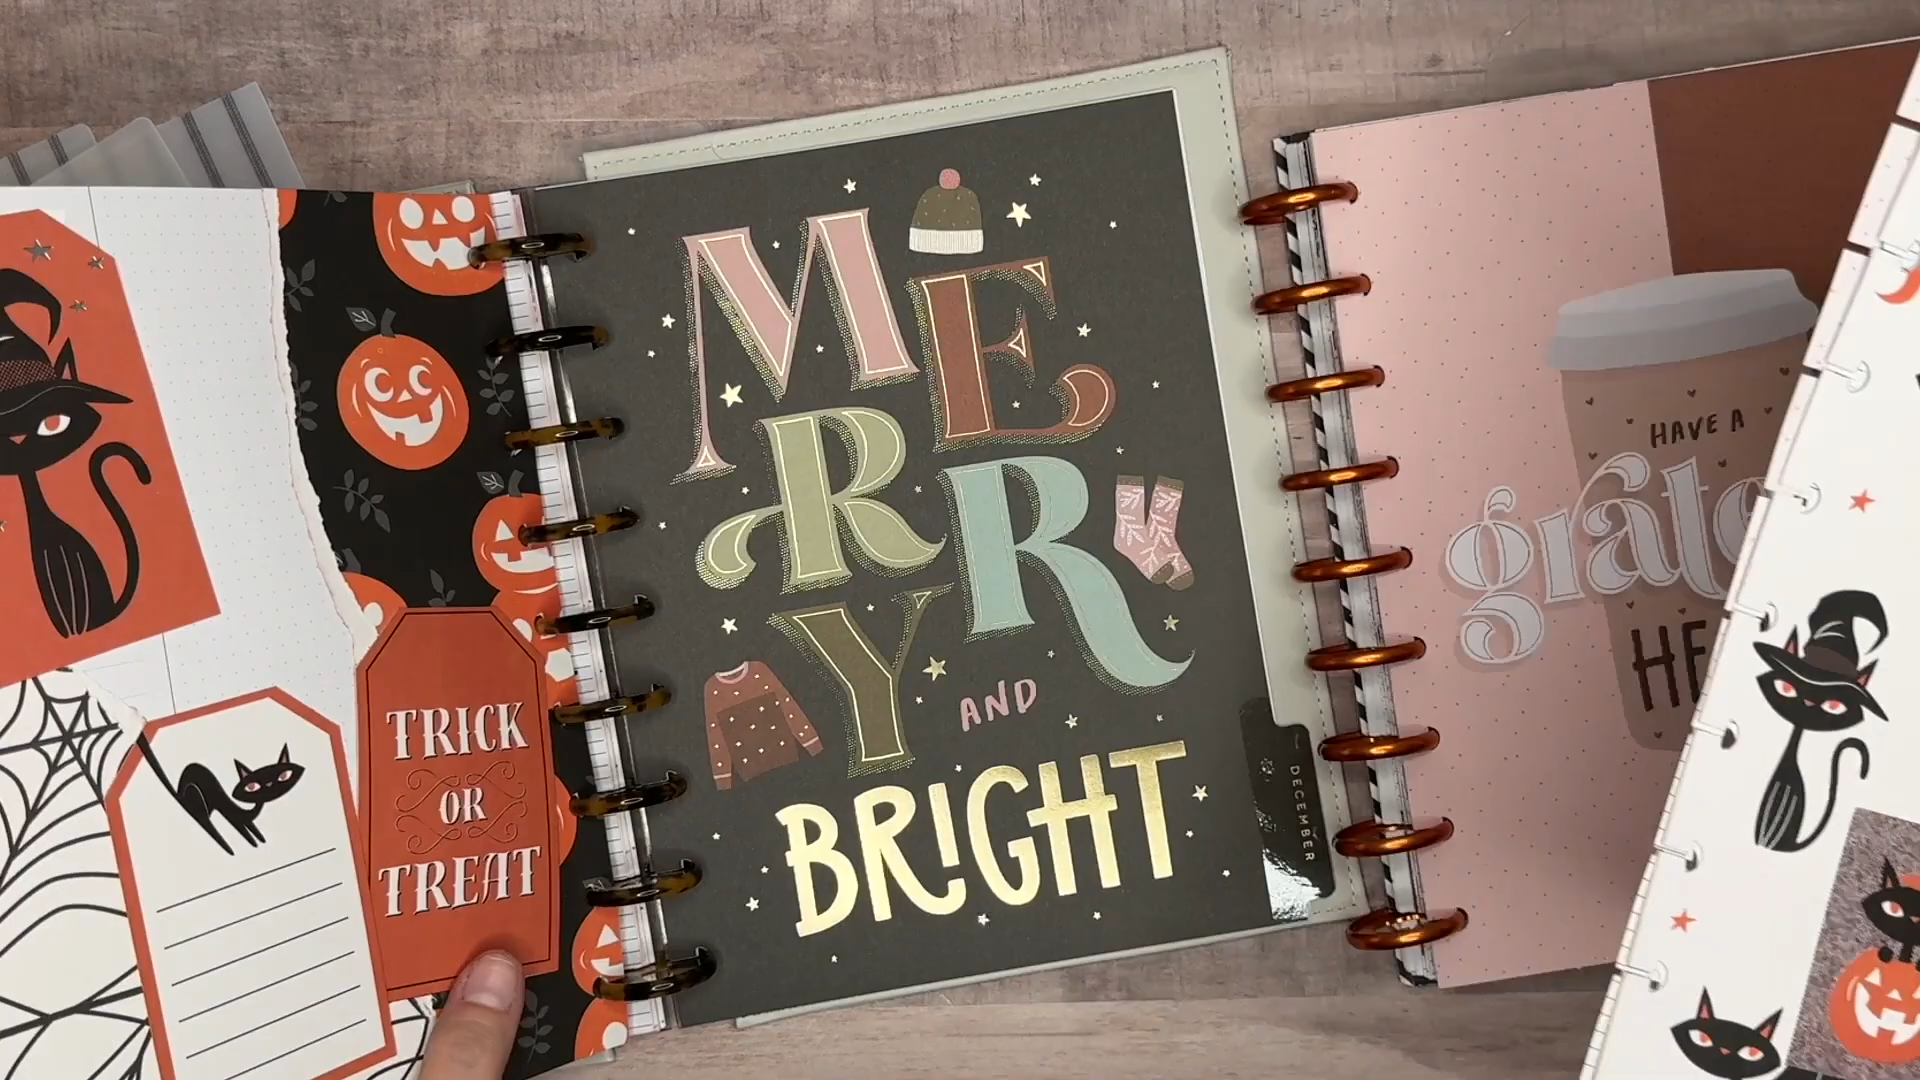 TRICK
OR
TREAT
MERRY
AND
BRIGHT
DECEMBER
HAVE A